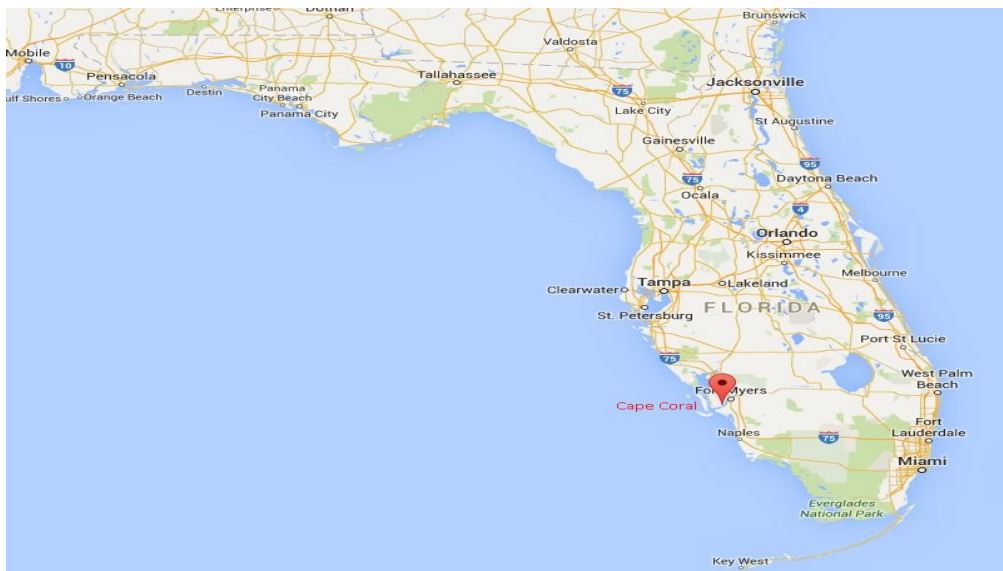 Enterprise
Dothan
Brunswick
Mobile
10
Valdosta
Pensacola
Tallahassee
Jacksonville
ulf Shores
Orange Beach
Destin
Panama
City Beach
Panama City
75
Lake City
St Augustine
Gainesville
95
75
Daytona Beach
Ocala
4
Orlando
Kissimmee
Melbourne
Clearwater
Tampa
Lakeland
FLORIDA
St. Petersburg
95
Port St Lucie
75
West Palm
Beach
Fort Myers
Cape Coral
Fort
Lauderdale
Naples
75
Miami
Everglades
National Park
Key West